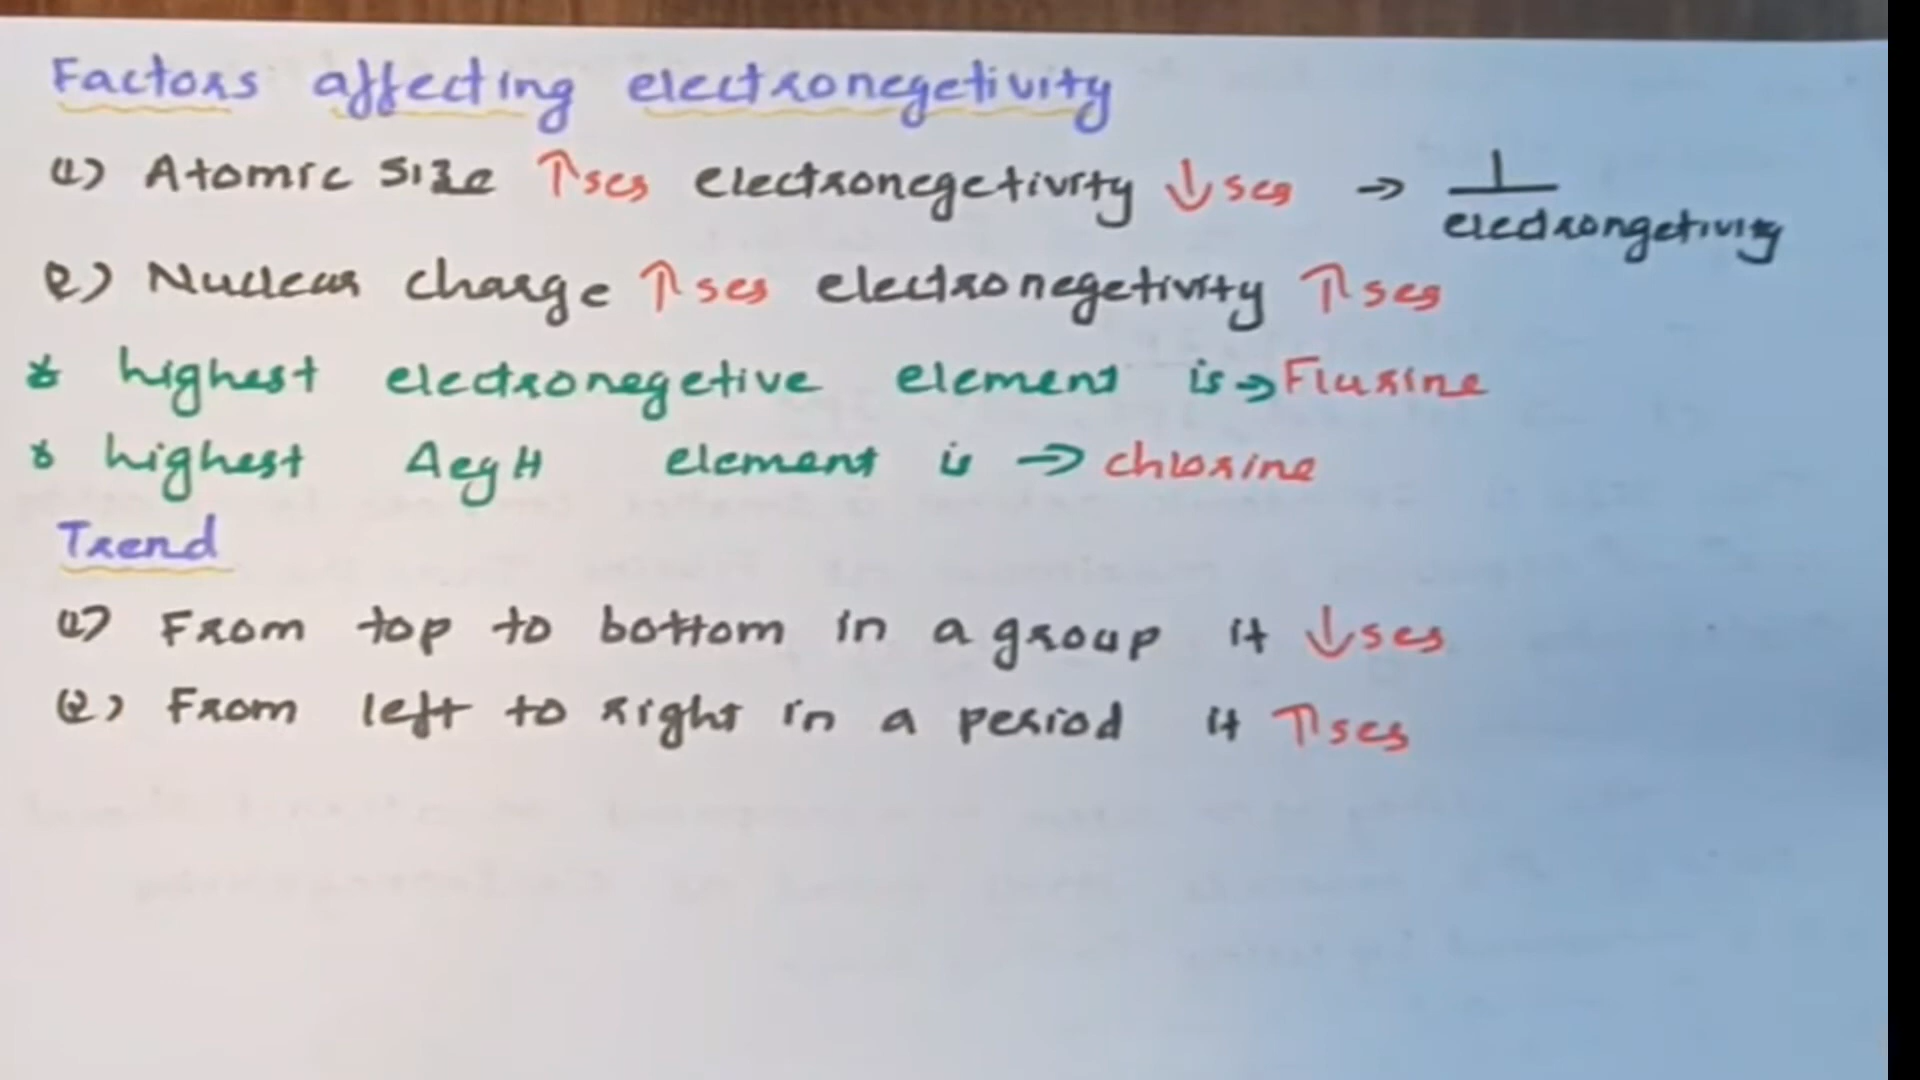 Factors affecting electronegetivity
(1) Atomic size ↑ses electronegetivity ↓ses → 1/electrongetivity
(2) Nuclear charge ↑ses electronegetivity ↑ses
* highest electronegetive element is → Flurine
* highest ΔegH element is → chlorine
Trend
(1) From top to bottom in a group it ↓ses
(2) From left to right in a period it ↑ses